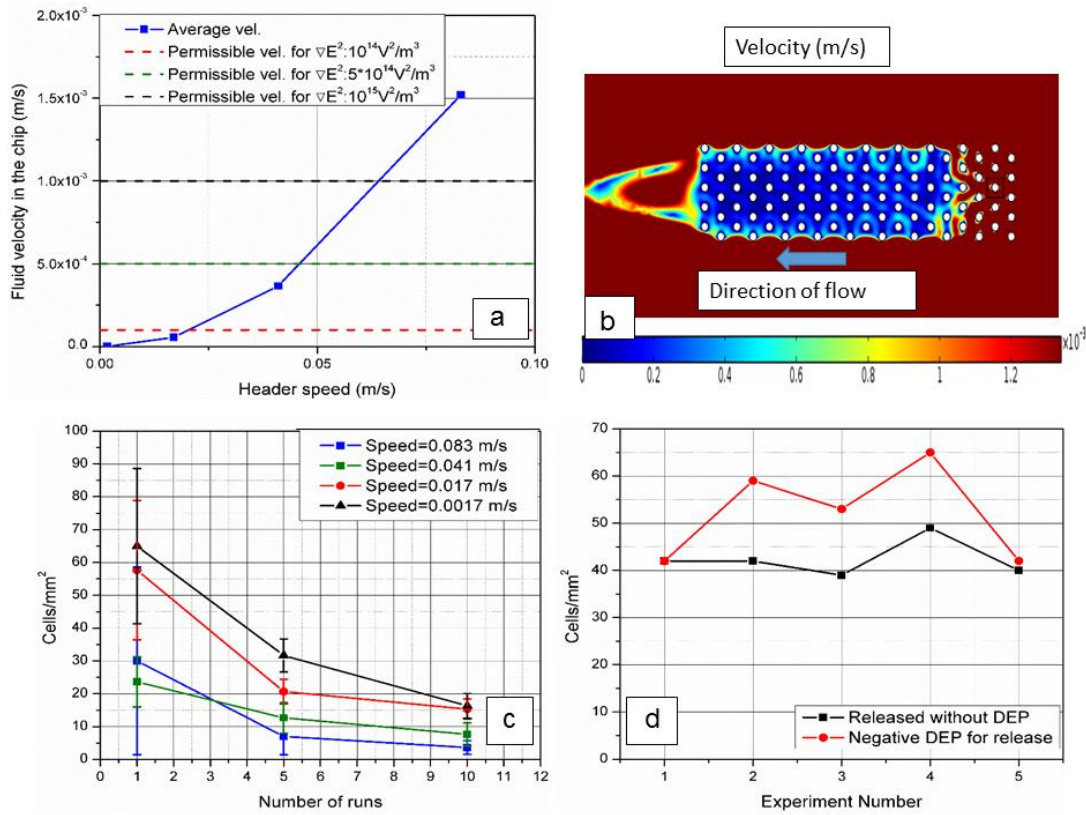 2.0x10⁻³
1.5x10⁻³
1.0x10⁻³
5.0x10⁻⁴
0.0
Fluid velocity in the chip (m/s)
Average vel.
Permissible vel. for ▽E²:10¹⁴V²/m³
Permissible vel. for ▽E²:5*10¹⁴V²/m³
Permissible vel. for ▽E²:10¹⁵V²/m³
a
0.00 0.05 0.10
Header speed (m/s)
Velocity (m/s)
Direction of flow
b
x10⁻³
0 0.2 0.4 0.6 0.8 1 1.2
100
90
80
70
60
50
40
30
20
10
0
Cells/mm²
Speed=0.083 m/s
Speed=0.041 m/s
Speed=0.017 m/s
Speed=0.0017 m/s
c
0 1 2 3 4 5 6 7 8 9 10 11 12
Number of runs
70
60
50
40
30
20
10
0
Cells/mm²
d
Released without DEP
Negative DEP for release
1 2 3 4 5
Experiment Number